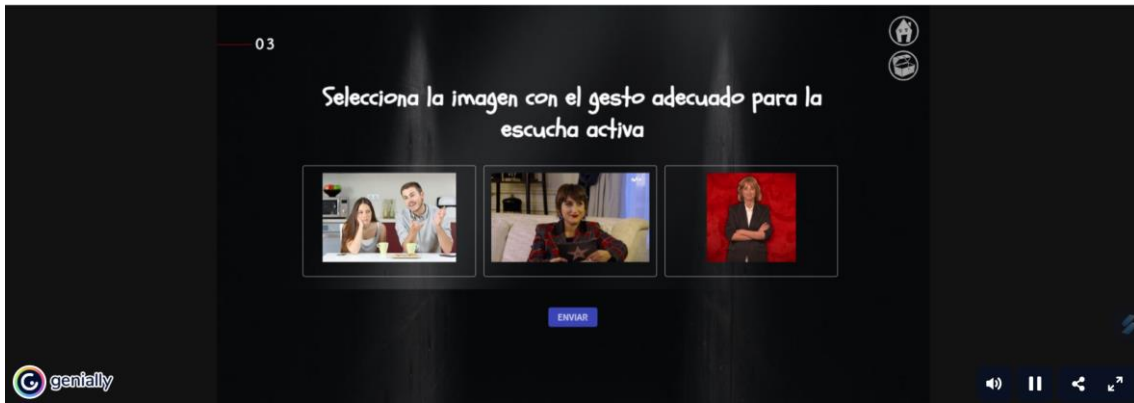 03
Selecciona la imagen con el gesto adecuado para la
escucha activa
ENVIAR
genially